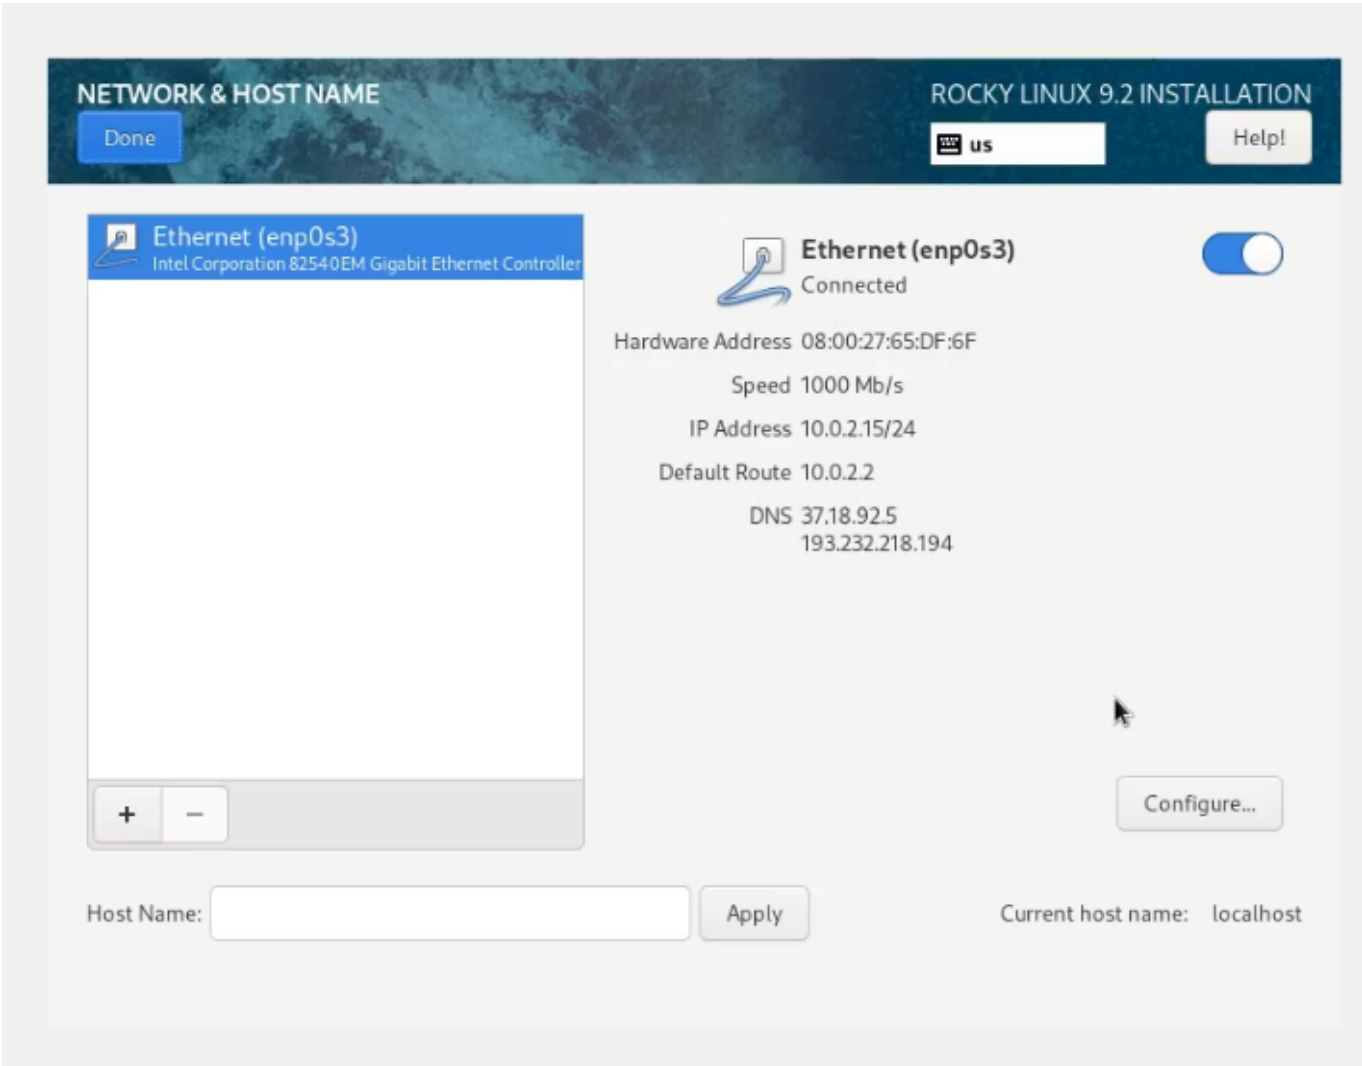 NETWORK & HOST NAME
ROCKY LINUX 9.2 INSTALLATION
Done
us
Help!
Ethernet (enp0s3)
Intel Corporation 82540EM Gigabit Ethernet Controller
Ethernet (enp0s3)
Connected
Hardware Address 08:00:27:65:DF:6F
Speed 1000 Mb/s
IP Address 10.0.2.15/24
Default Route 10.0.2.2
DNS 37.18.92.5
193.232.218.194
+ −
Configure...
Host Name:
Apply
Current host name: localhost